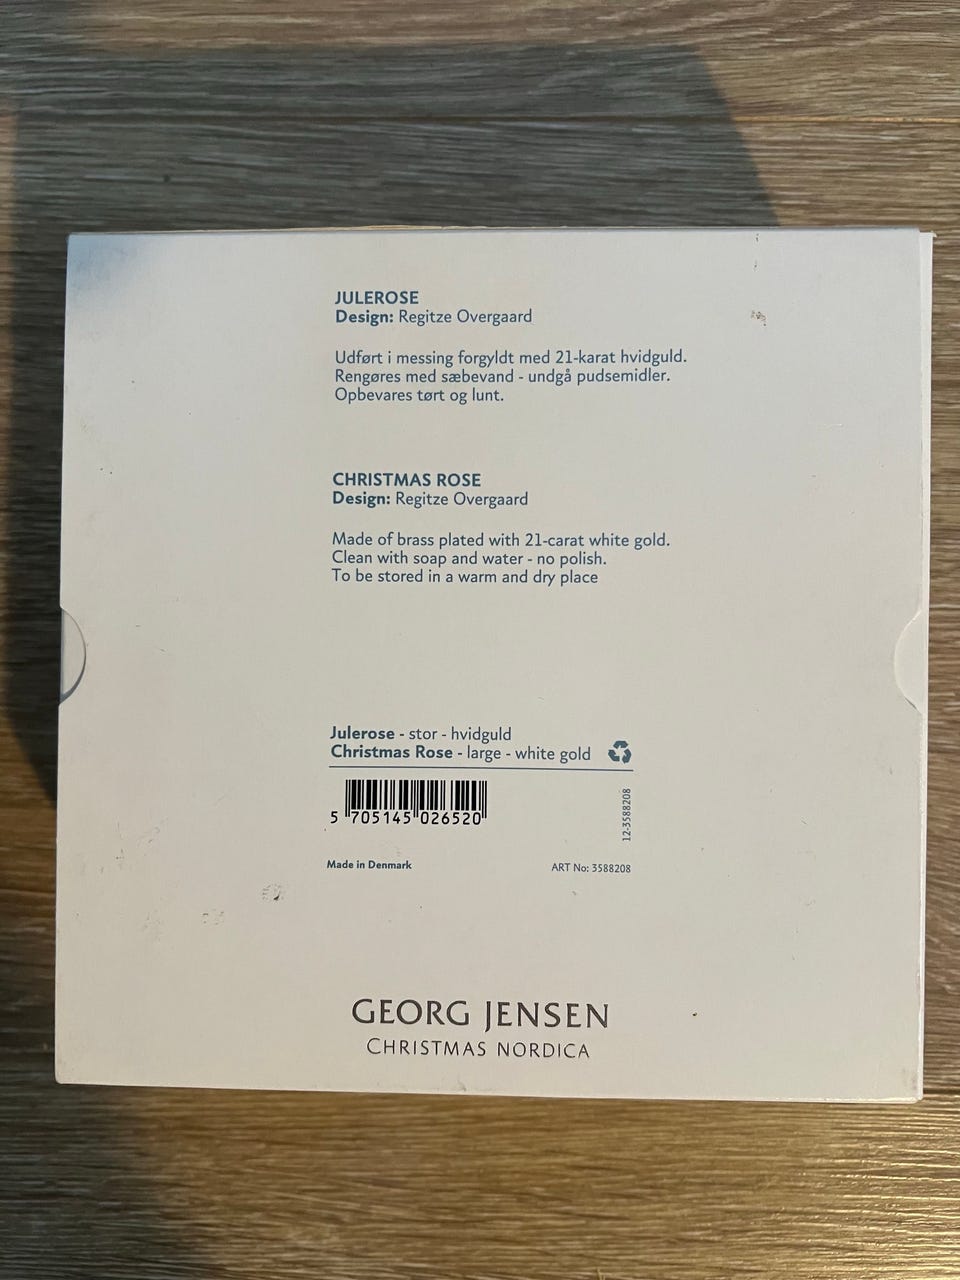 JULEROSE
Design: Regitze Overgaard
Udført i messing forgyldt med 21-karat hvidguld.
Rengøres med sæbevand - undgå pudsemidler.
Opbevares tørt og lunt.
CHRISTMAS ROSE
Design: Regitze Overgaard
Made of brass plated with 21-carat white gold.
Clean with soap and water - no polish.
To be stored in a warm and dry place
Julerose - stor - hvidguld
Christmas Rose - large - white gold
5 705145 026520
12-3588208
Made in Denmark
ART No: 3588208
GEORG JENSEN
CHRISTMAS NORDICA